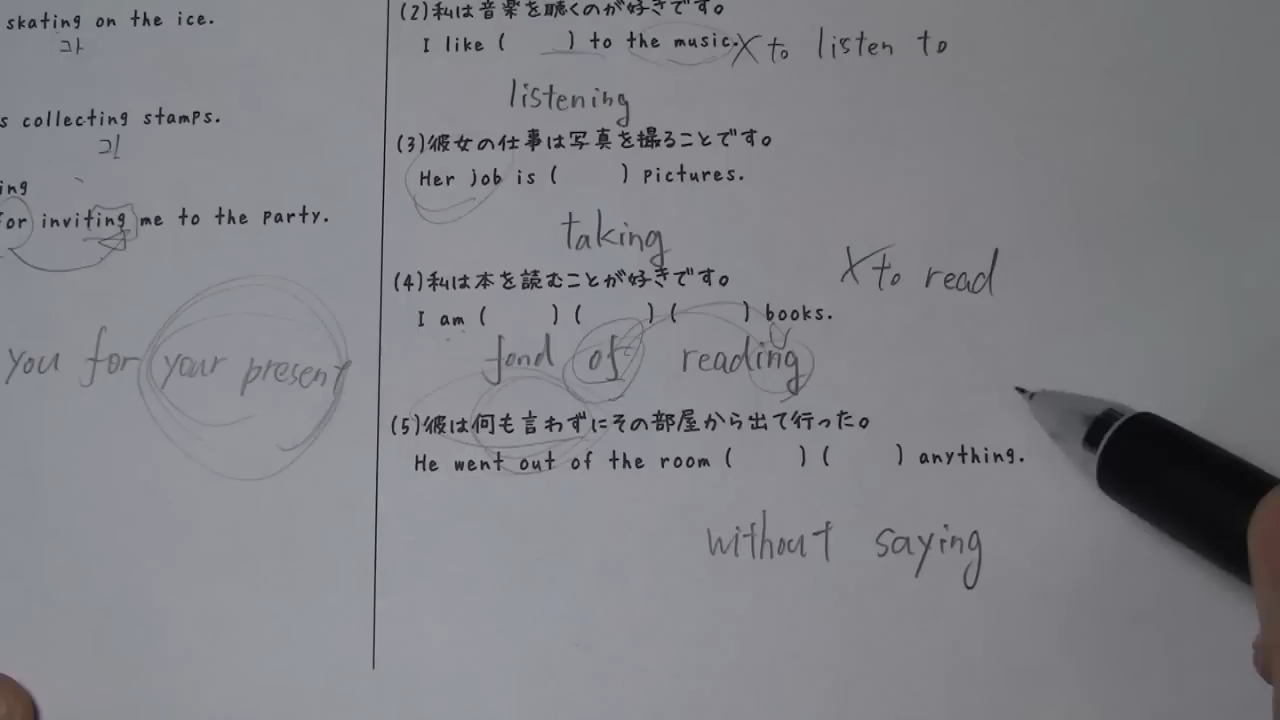 skating on the ice.
s collecting stamps.
ing
for inviting me to the party.
you for your present
(2)私は音楽を聴くのが好きです。
I like (　　) to the music. X to listen to
listening
(3)彼女の仕事は写真を撮ることです。
Her job is (　　) pictures.
taking
(4)私は本を読むことが好きです。
X to read
I am (　　) (　　) (　　) books.
fond of reading
(5)彼は何も言わずにその部屋から出て行った。
He went out of the room (　　) (　　) anything.
without saying